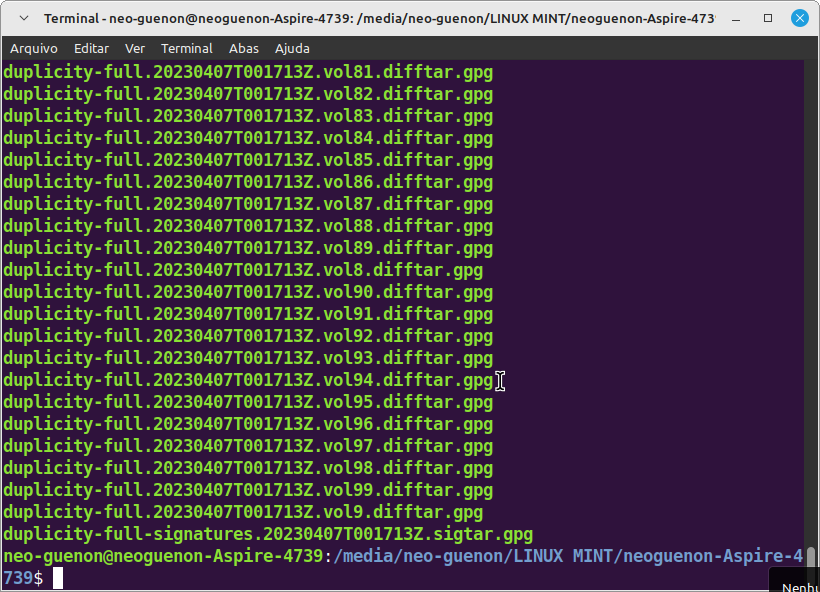 Terminal - neo-guenon@neoguenon-Aspire-4739: /media/neo-guenon/LINUX MINT/neoguenon-Aspire-473
Arquivo Editar Ver Terminal Abas Ajuda
duplicity-full.20230407T001713Z.vol81.difftar.gpg
duplicity-full.20230407T001713Z.vol82.difftar.gpg
duplicity-full.20230407T001713Z.vol83.difftar.gpg
duplicity-full.20230407T001713Z.vol84.difftar.gpg
duplicity-full.20230407T001713Z.vol85.difftar.gpg
duplicity-full.20230407T001713Z.vol86.difftar.gpg
duplicity-full.20230407T001713Z.vol87.difftar.gpg
duplicity-full.20230407T001713Z.vol88.difftar.gpg
duplicity-full.20230407T001713Z.vol89.difftar.gpg
duplicity-full.20230407T001713Z.vol8.difftar.gpg
duplicity-full.20230407T001713Z.vol90.difftar.gpg
duplicity-full.20230407T001713Z.vol91.difftar.gpg
duplicity-full.20230407T001713Z.vol92.difftar.gpg
duplicity-full.20230407T001713Z.vol93.difftar.gpg
duplicity-full.20230407T001713Z.vol94.difftar.gpg
duplicity-full.20230407T001713Z.vol95.difftar.gpg
duplicity-full.20230407T001713Z.vol96.difftar.gpg
duplicity-full.20230407T001713Z.vol97.difftar.gpg
duplicity-full.20230407T001713Z.vol98.difftar.gpg
duplicity-full.20230407T001713Z.vol99.difftar.gpg
duplicity-full.20230407T001713Z.vol9.difftar.gpg
duplicity-full-signatures.20230407T001713Z.sigtar.gpg
neo-guenon@neoguenon-Aspire-4739:/media/neo-guenon/LINUX MINT/neoguenon-Aspire-4
739$